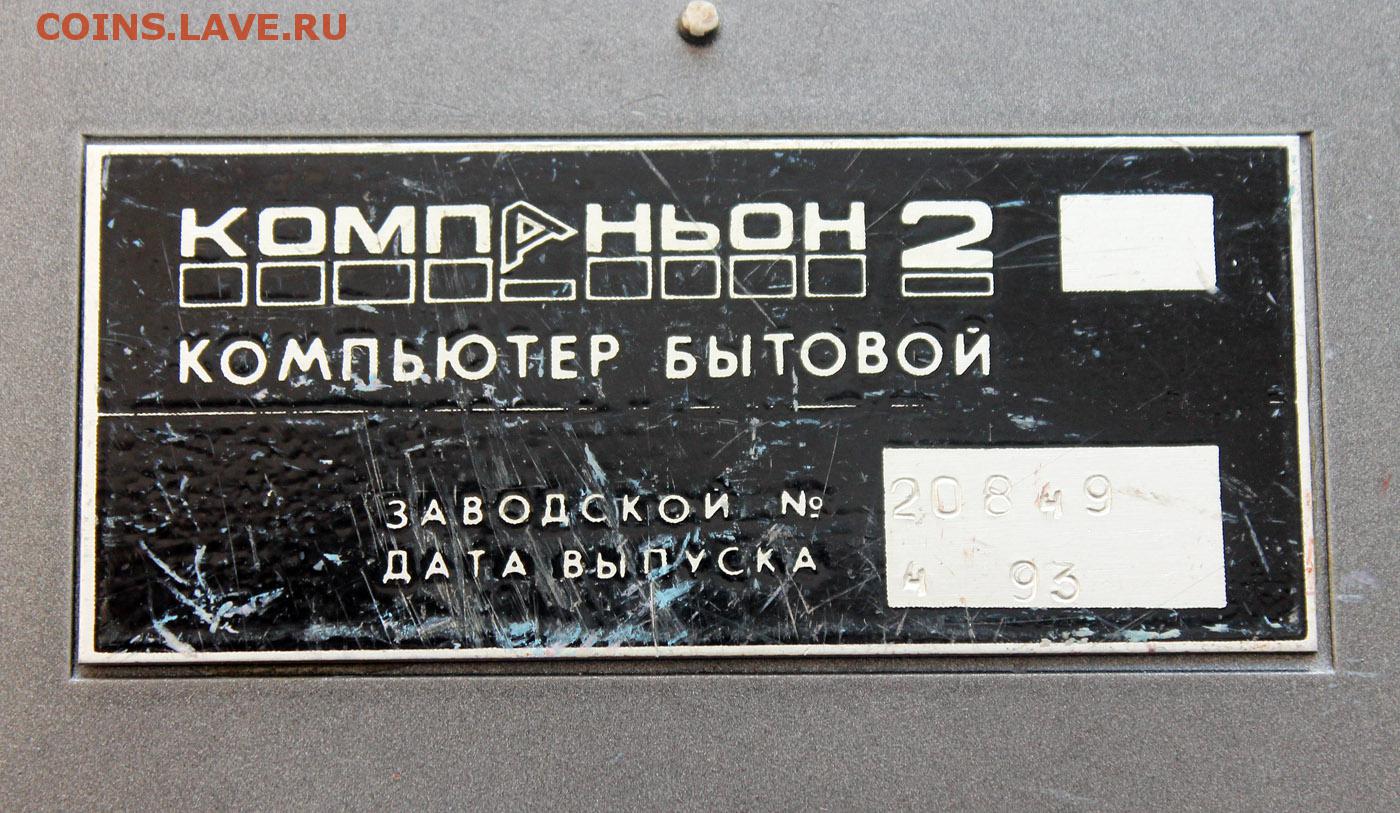 COINS.LAVE.RU
КОМПАНЬОН 2
КОМПЬЮТЕР БЫТОВОЙ
ЗАВОДСКОЙ № 20849
ДАТА ВЫПУСКА 4 93